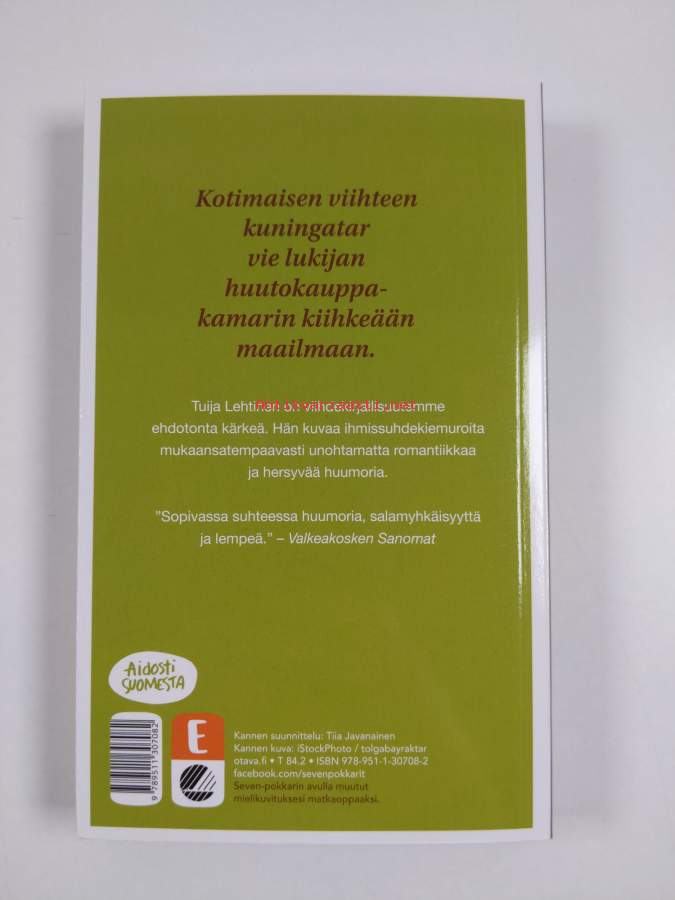 Kotimaisen viihteen
kuningatar
vie lukijan
huutokauppa-
kamarin kiihkeään
maailmaan.
Tuija Lehtinen on viihdekirjallisuutemme
ehdotonta kärkeä. Hän kuvaa ihmissuhdekiemuroita
mukaansatempaavasti unohtamatta romantiikkaa
ja hersyvää huumoria.
”Sopivassa suhteessa huumoria, salamyhkäisyyttä
ja lempeä.” – Valkeakosken Sanomat
Aidosti
SUOMESTA
9 789511 307082
E
Kannen suunnittelu: Tiia Javanainen
Kannen kuva: iStockPhoto / tolgabayraktar
otava.fi • T 84.2 • ISBN 978-951-1-30708-2
facebook.com/sevenpokkarit
Seven-pokkarin avulla muutut
mielikuvituksesi matkaoppaaksi.